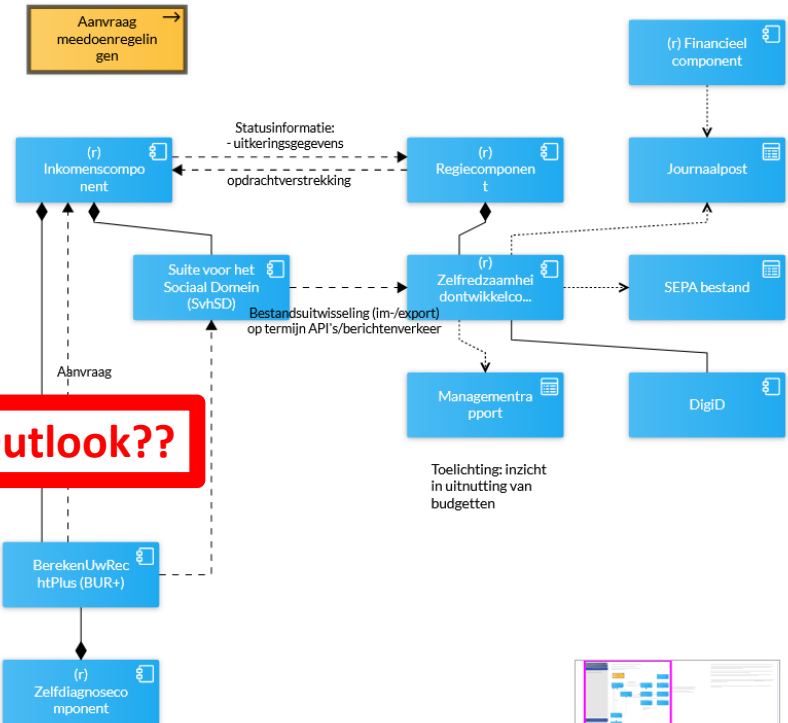 Aanvraag
meedoenregelin
gen
(r) Financieel
component
Statusinformatie:
- uitkeringsgegevens
opdrachtverstrekking
(r)
Inkomenscompo
nent
(r)
Regiecomponen
t
Journaalpost
Suite voor het
Sociaal Domein
(SvhSD)
(r)
Zelfredzaamhei
dontwikkelco...
SEPA bestand
Bestandsuitwisseling (im-/export)
op termijn API's/berichtenverkeer
Aanvraag
Managementra
pport
DigiD
utlook??
Toelichting: inzicht
in uitnutting van
budgetten
BerekenUwRec
htPlus (BUR+)
(r)
Zelfdiagnoseco
mponent